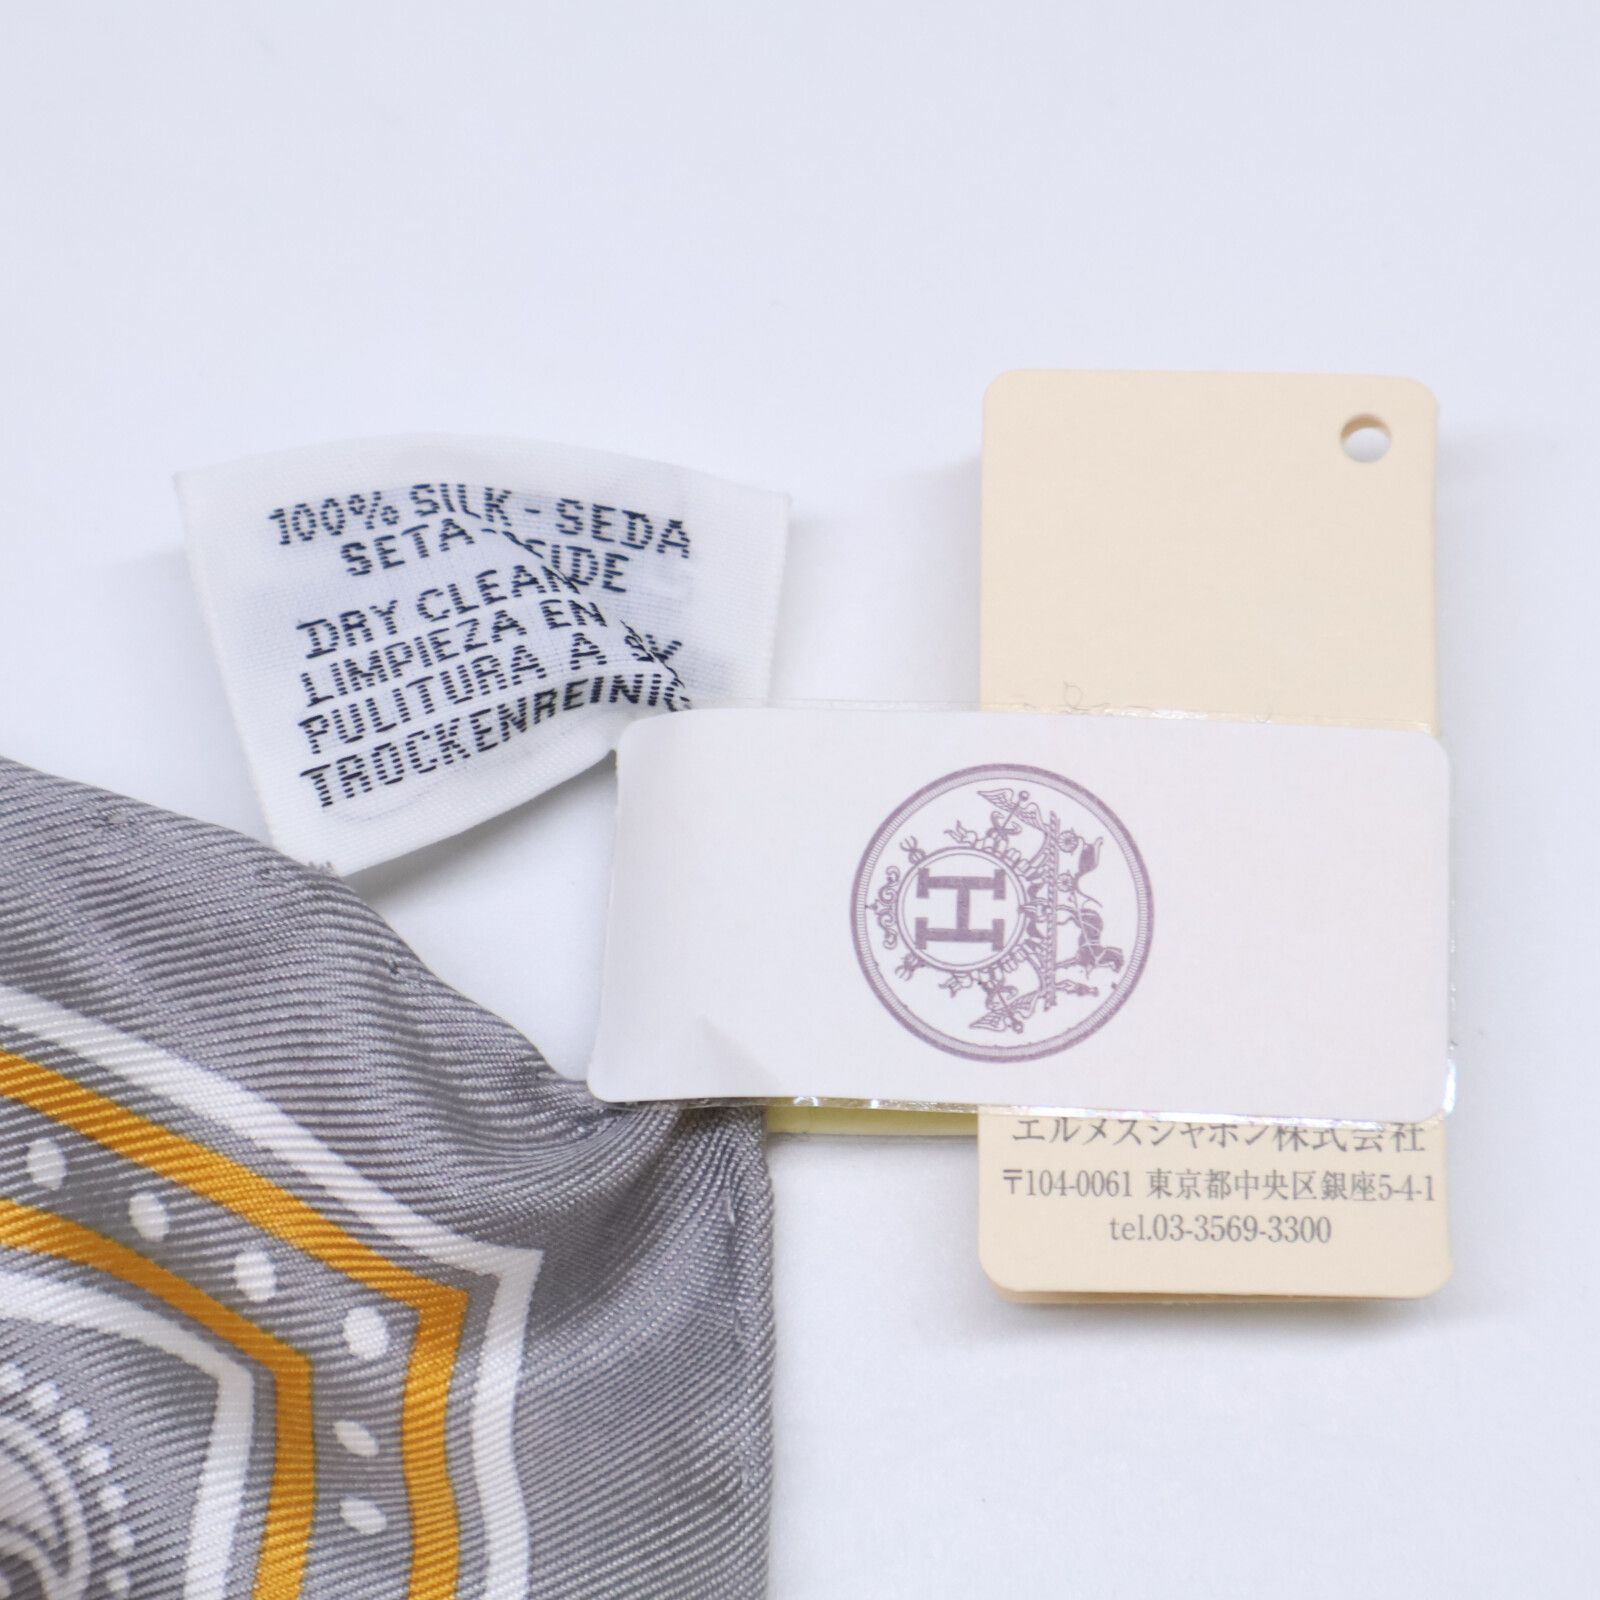 100% SILK - SEDA
SETA
DRY CLEAN
LIMPIEZA EN
PULITURA A
TROCKENREINIG
H
エルメスジャポン株式会社
〒104-0061 東京都中央区銀座5-4-1
tel.03-3569-3300